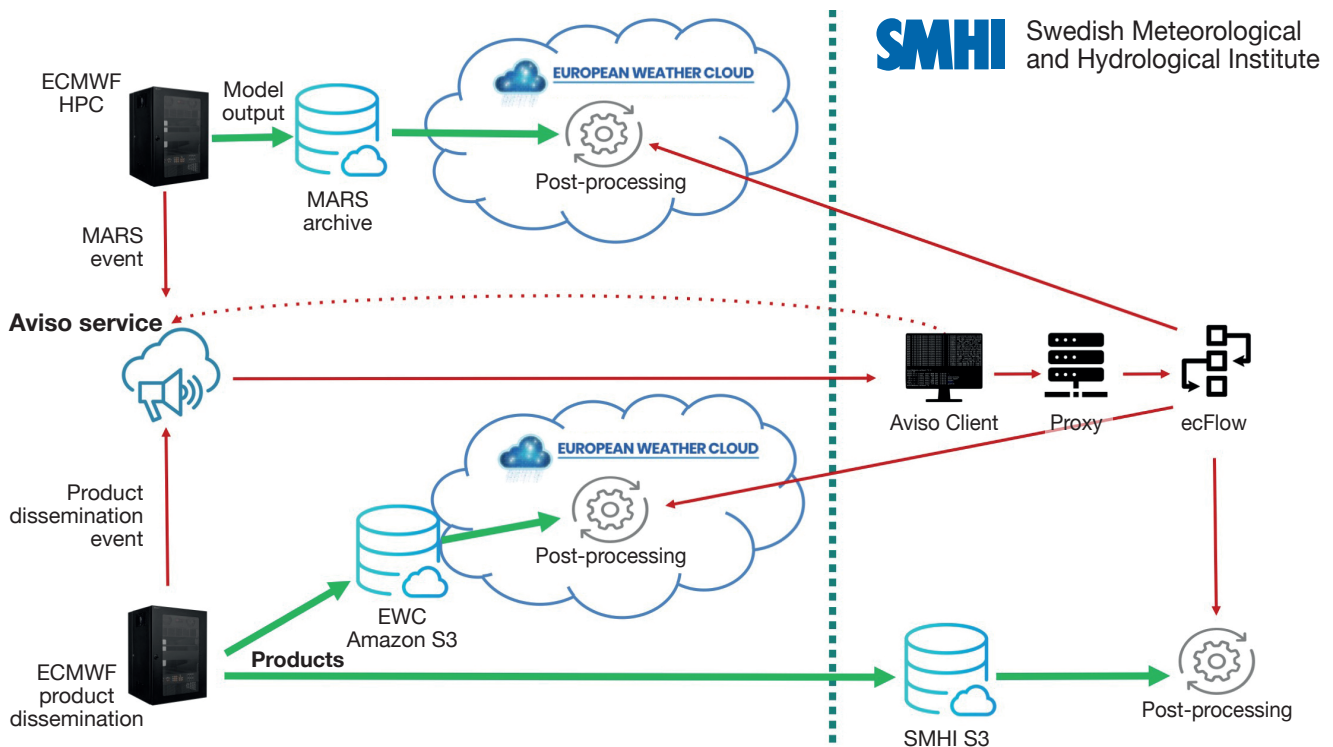 SMHI
Swedish Meteorological
and Hydrological Institute
ECMWF
HPC
Model
output
EUROPEAN WEATHER CLOUD
Post-processing
MARS
archive
MARS
event
Aviso service
Aviso Client
Proxy
ecFlow
EUROPEAN WEATHER CLOUD
Post-processing
Product
dissemination
event
EWC
Amazon S3
Products
ECMWF
product
dissemination
SMHI S3
Post-processing